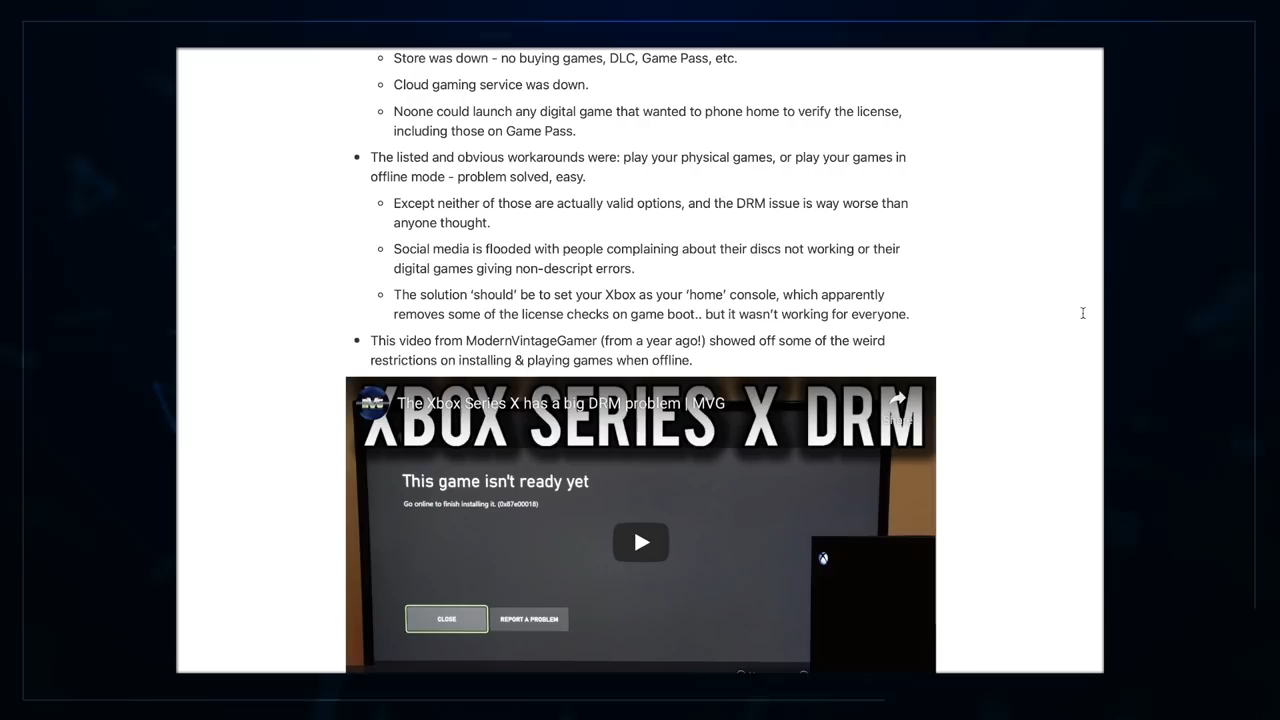 Store was down - no buying games, DLC, Game Pass, etc.
Cloud gaming service was down.
Noone could launch any digital game that wanted to phone home to verify the license,
including those on Game Pass.
The listed and obvious workarounds were: play your physical games, or play your games in
offline mode - problem solved, easy.
Except neither of those are actually valid options, and the DRM issue is way worse than
anyone thought.
Social media is flooded with people complaining about their discs not working or their
digital games giving non-descript errors.
The solution ‘should’ be to set your Xbox as your ‘home’ console, which apparently
removes some of the license checks on game boot.. but it wasn’t working for everyone.
This video from ModernVintageGamer (from a year ago!) showed off some of the weird
restrictions on installing & playing games when offline.
The Xbox Series X has a big DRM problem | MVG
Share
XBOX SERIES X DRM
This game isn't ready yet
Go online to finish installing it. (0x87e00018)
CLOSE
REPORT A PROBLEM